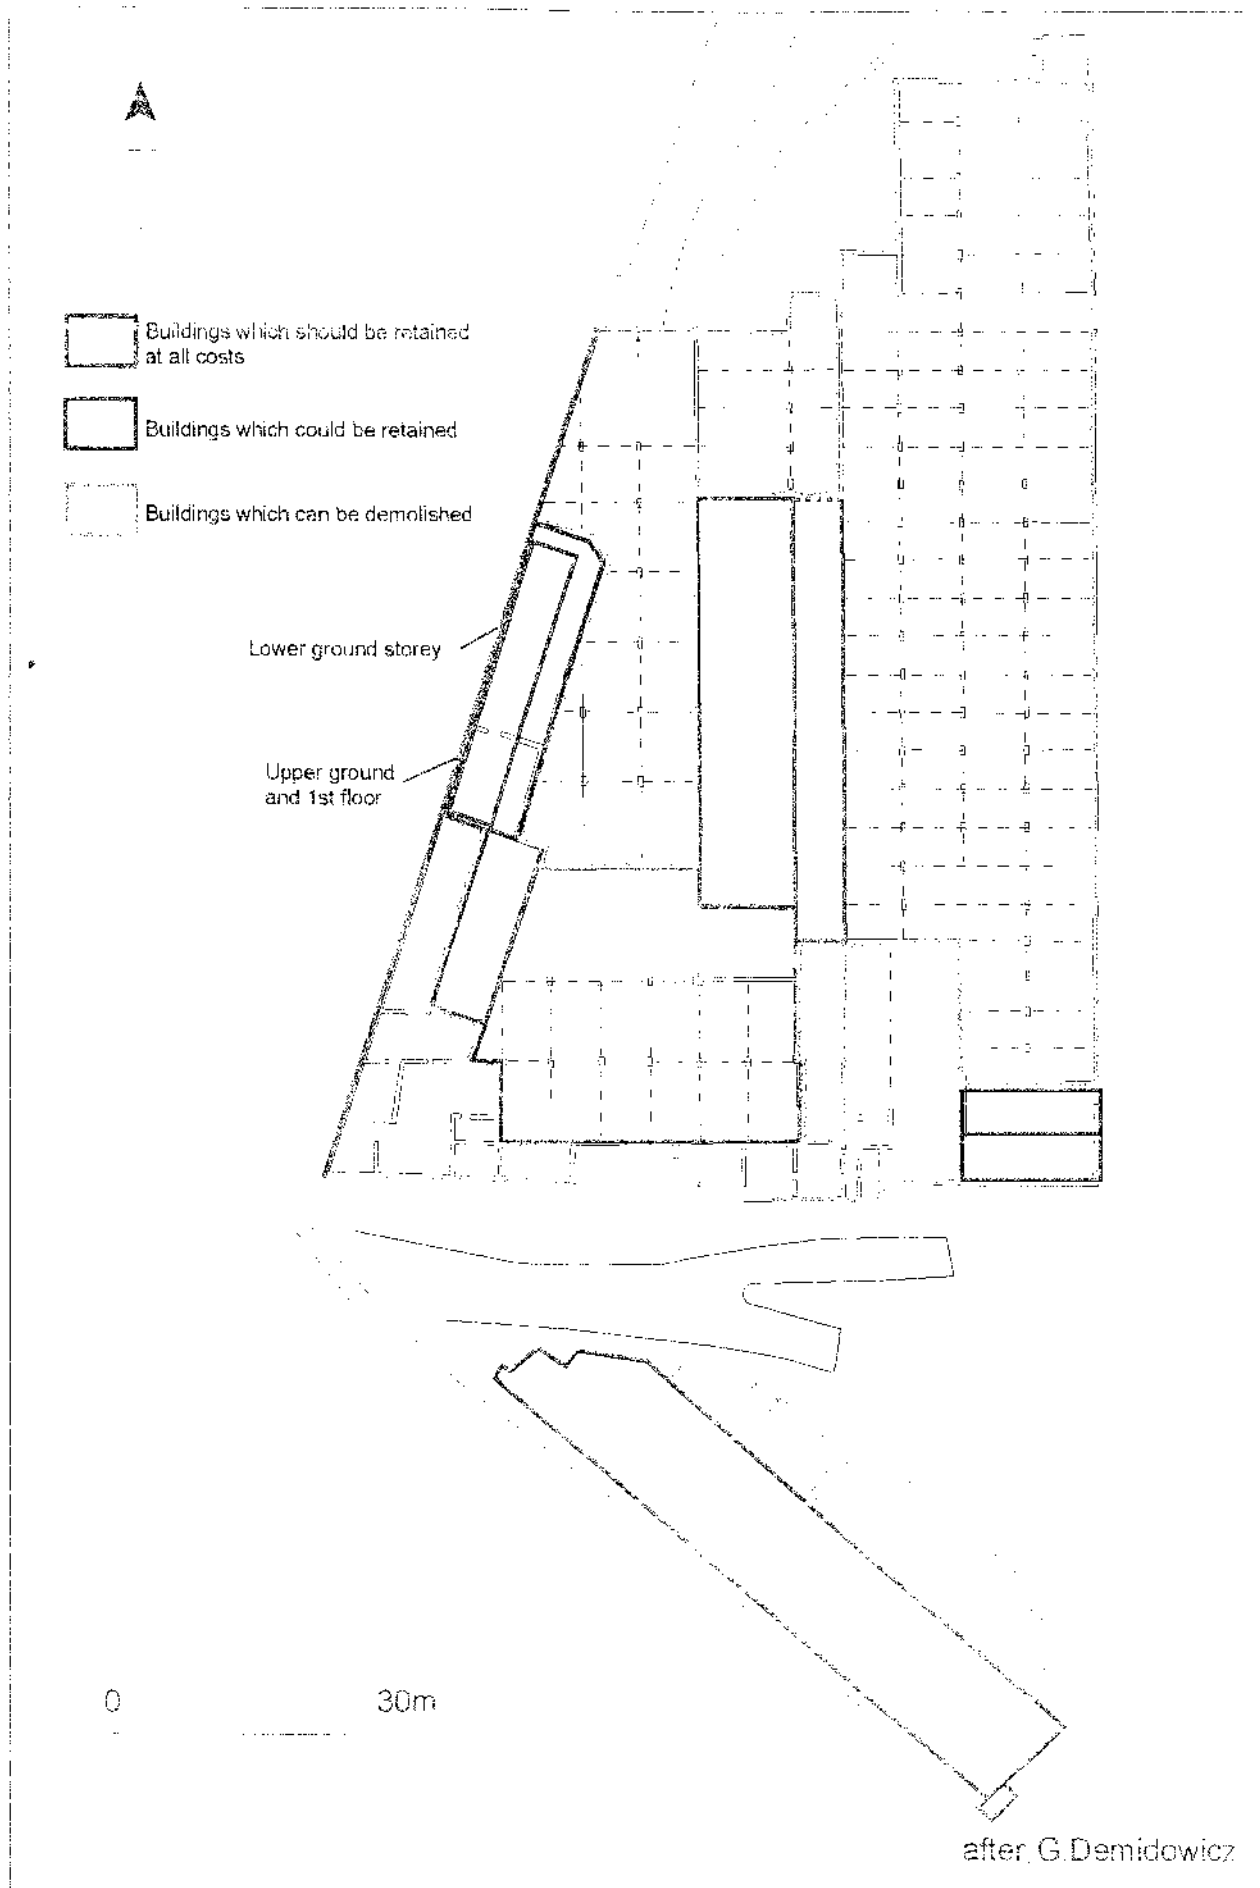 Buildings which should be retained
at all costs
Buildings which could be retained
Buildings which can be demolished
Lower ground storey
Upper ground
and 1st floor
0 30m
after G.Demidowicz